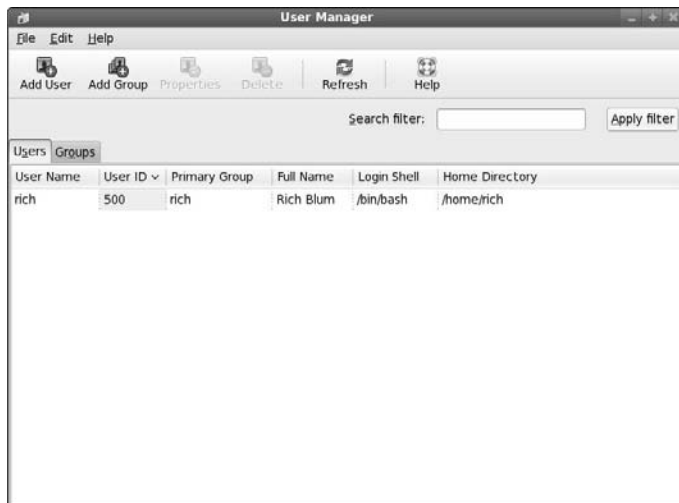 User Manager
File Edit Help
Add User Add Group Properties Delete Refresh Help
Search filter: Apply filter
Users Groups
User Name User ID Primary Group Full Name Login Shell Home Directory
rich 500 rich Rich Blum /bin/bash /home/rich